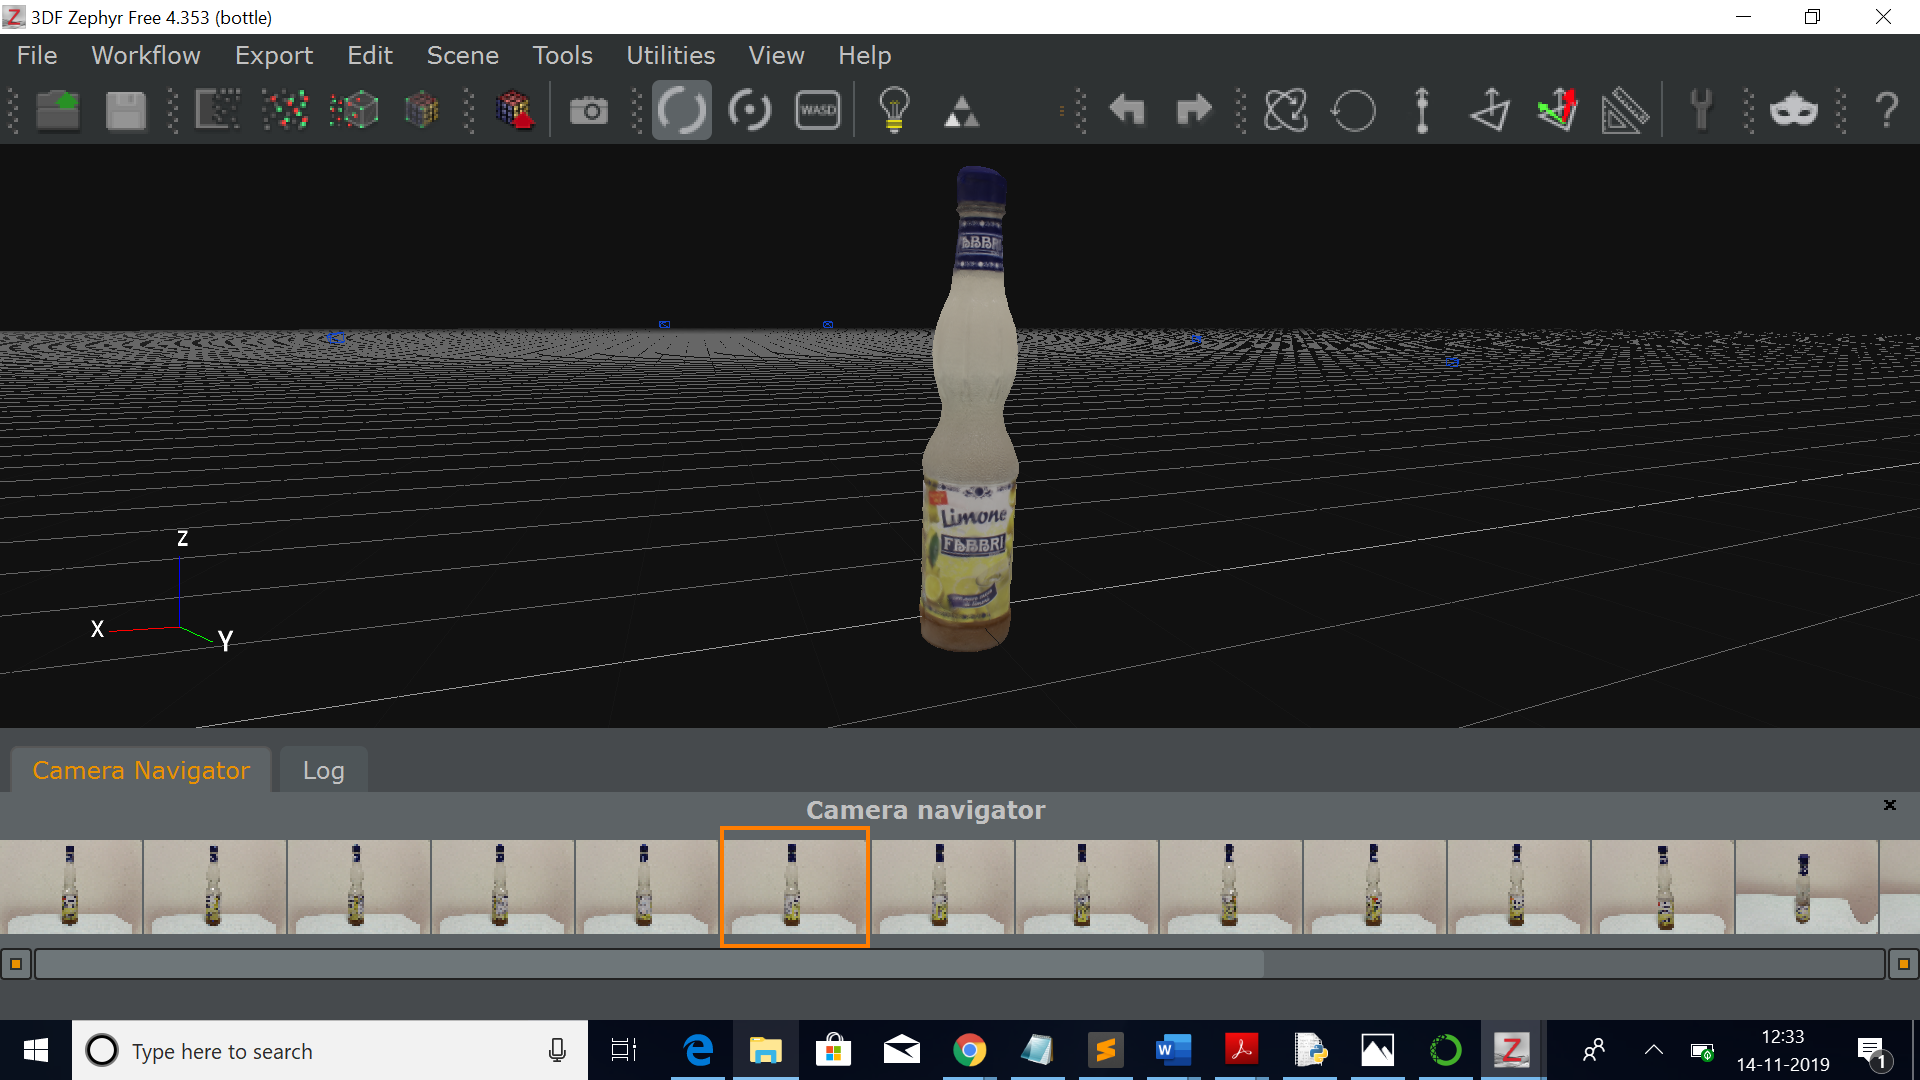 3DF Zephyr Free 4.353 (bottle)
File Workflow Export Edit Scene Tools Utilities View Help
WASD
?
Limone
FABBRI
Z
X
Y
Camera Navigator Log
Camera navigator
Type here to search
12:33
14-11-2019
1